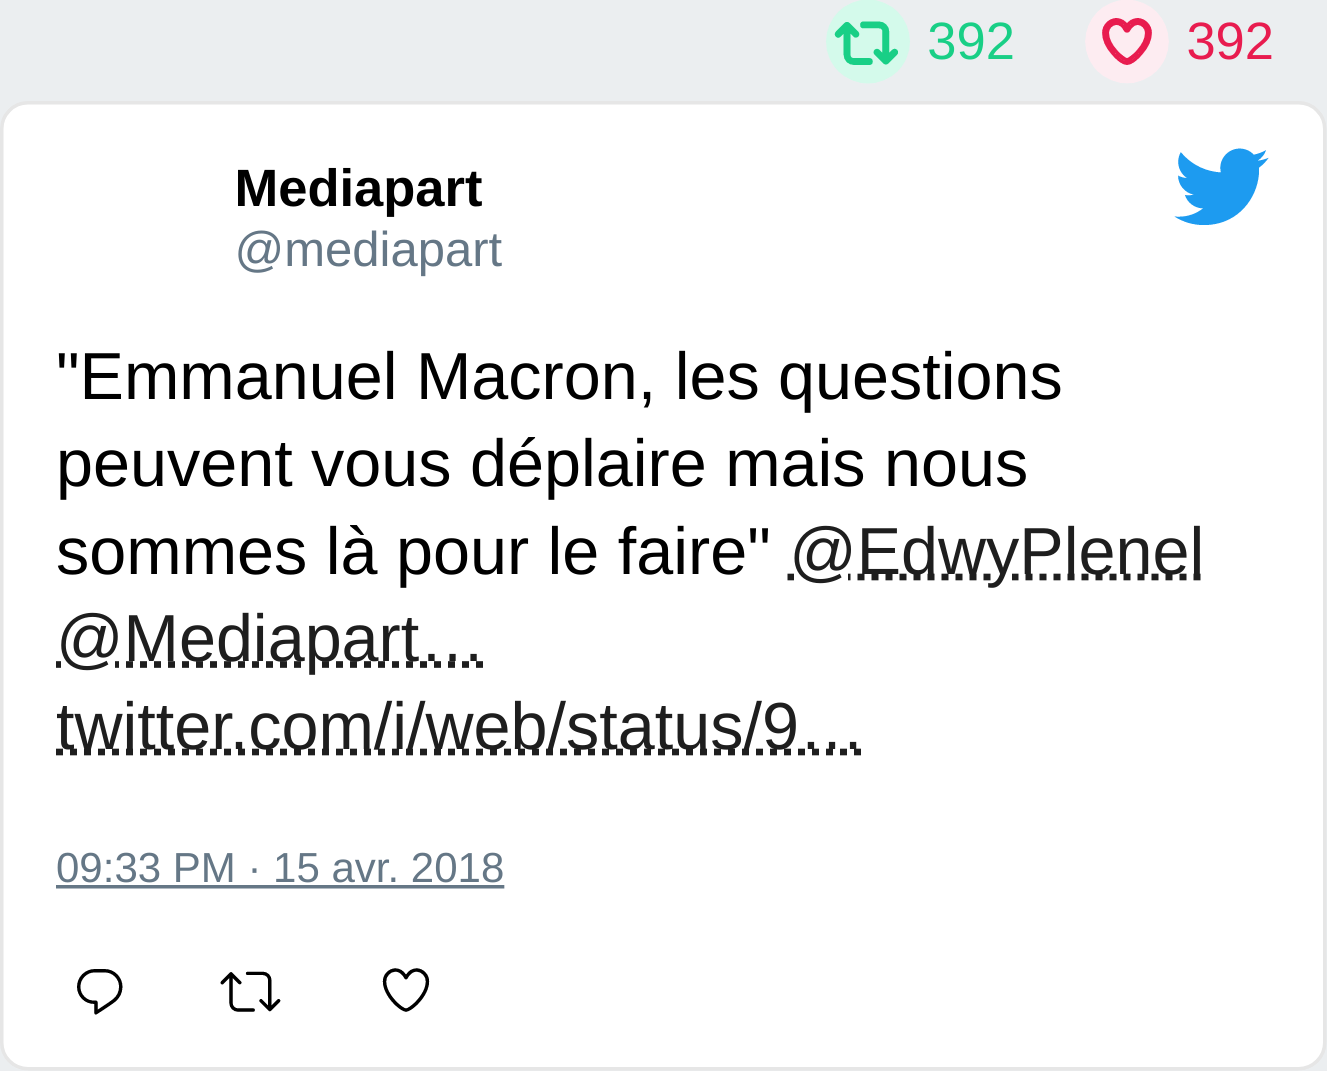 392 392
Mediapart
@mediapart
"Emmanuel Macron, les questions
peuvent vous déplaire mais nous
sommes là pour le faire" @EdwyPlenel
@Mediapart…
twitter.com/i/web/status/9…
09:33 PM · 15 avr. 2018